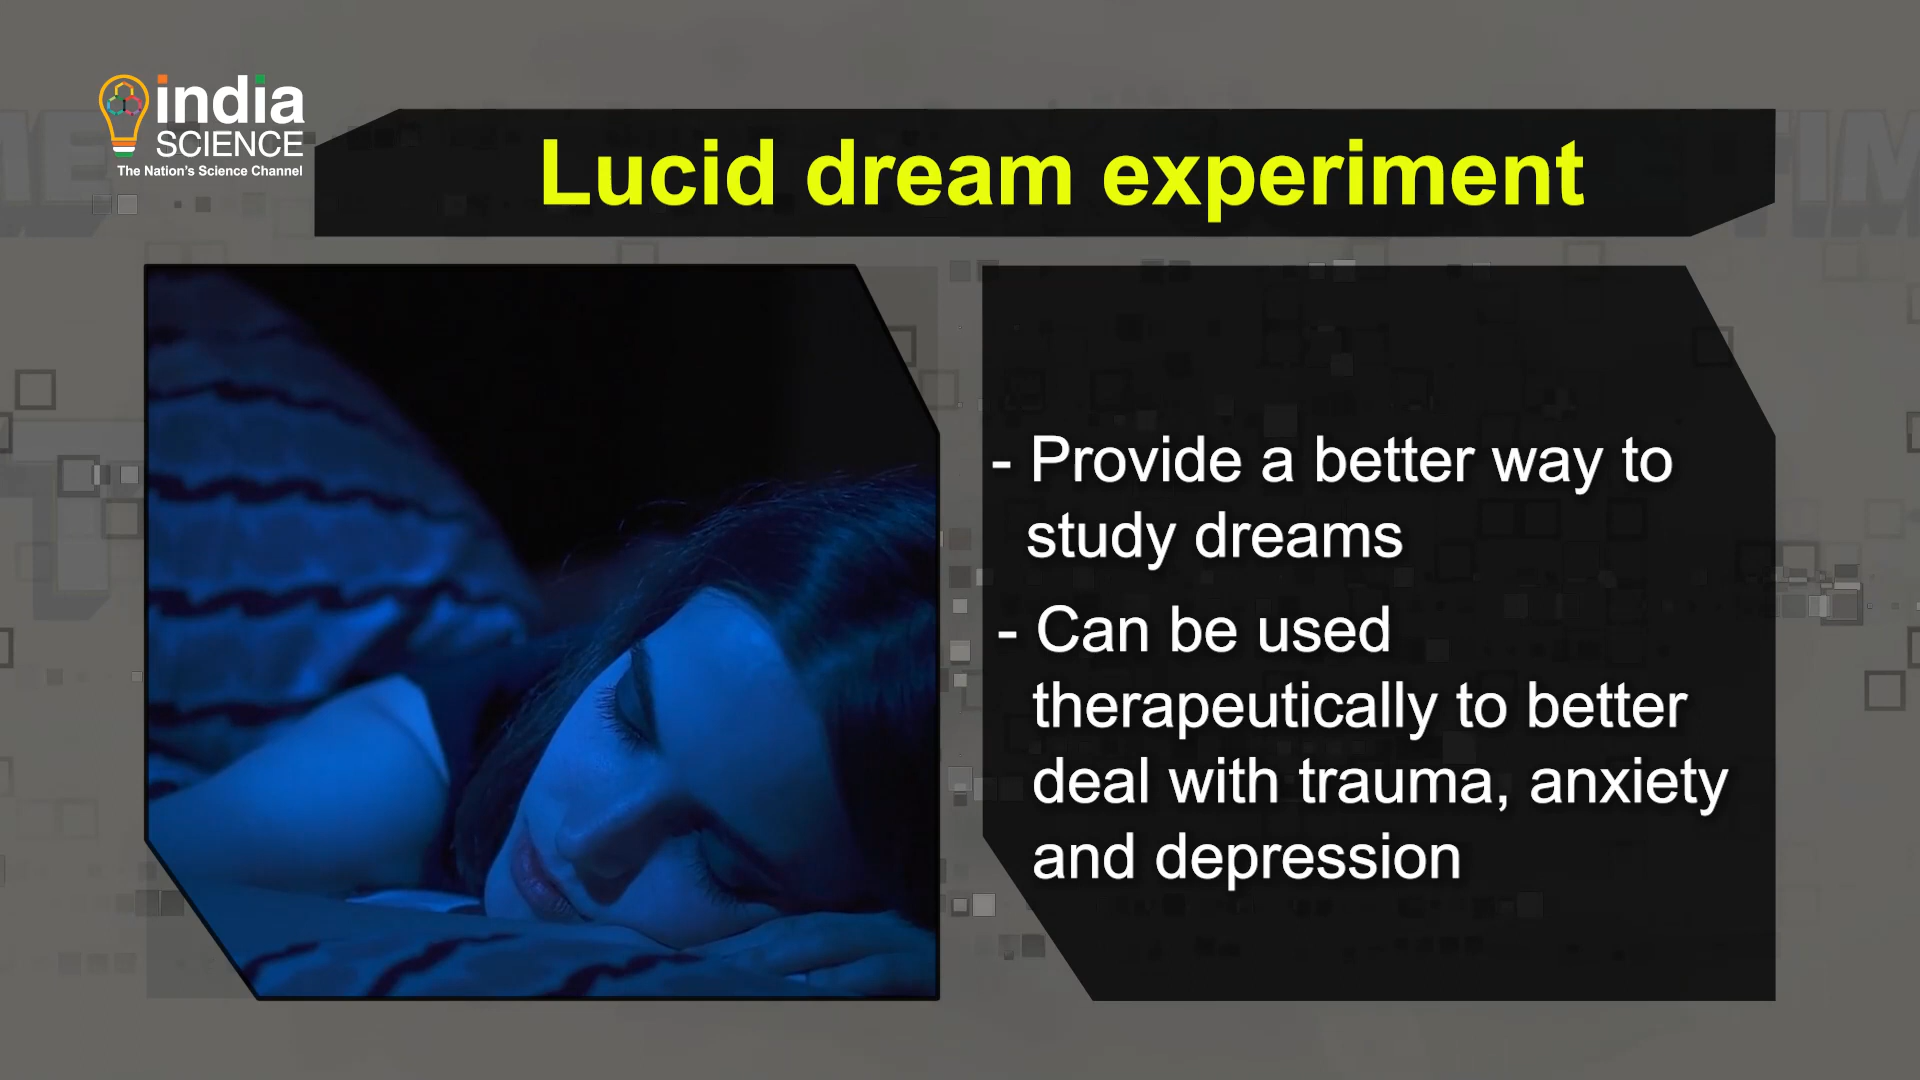 india
SCIENCE
The Nation's Science Channel
Lucid dream experiment
- Provide a better way to
study dreams
- Can be used
therapeutically to better
deal with trauma, anxiety
and depression